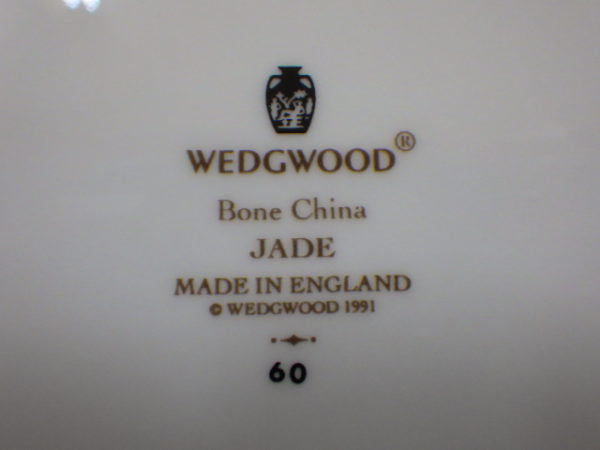 WEDGWOOD®
Bone China
JADE
MADE IN ENGLAND
© WEDGWOOD 1991
60